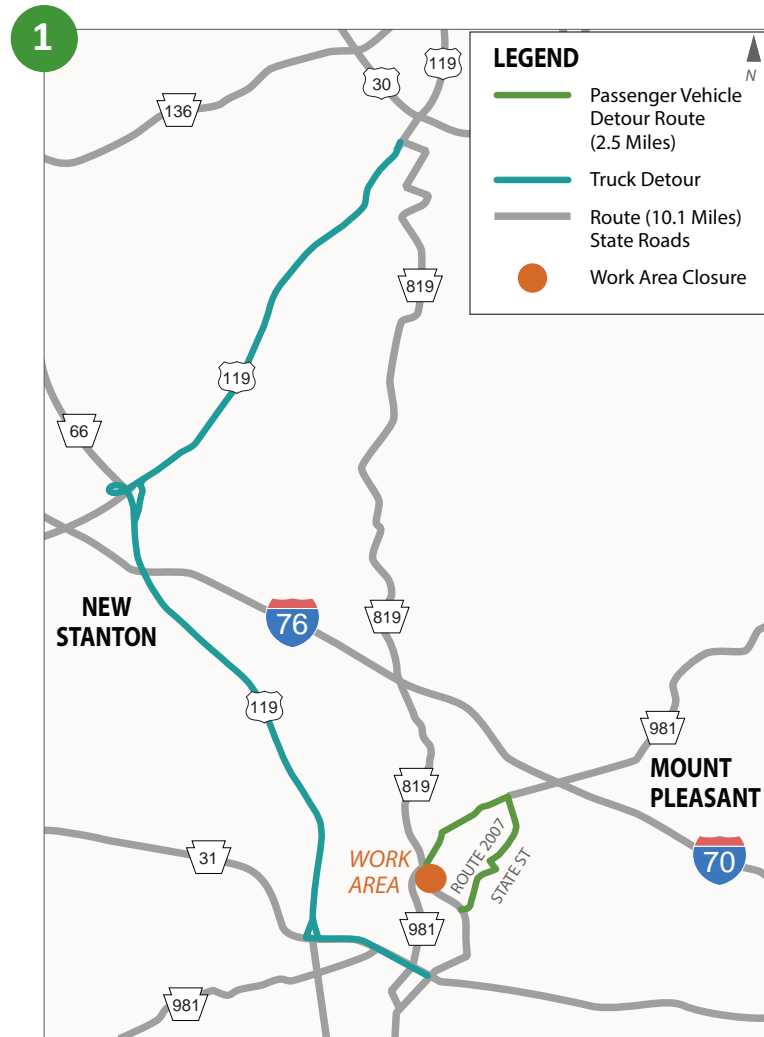 1
LEGEND
N
Passenger Vehicle
Detour Route
(2.5 Miles)
Truck Detour
Route (10.1 Miles)
State Roads
Work Area Closure
119
30
136
819
119
66
NEW
STANTON
76
819
119
981
MOUNT
PLEASANT
819
31
WORK
AREA
ROUTE 2007
STATE ST
70
981
981